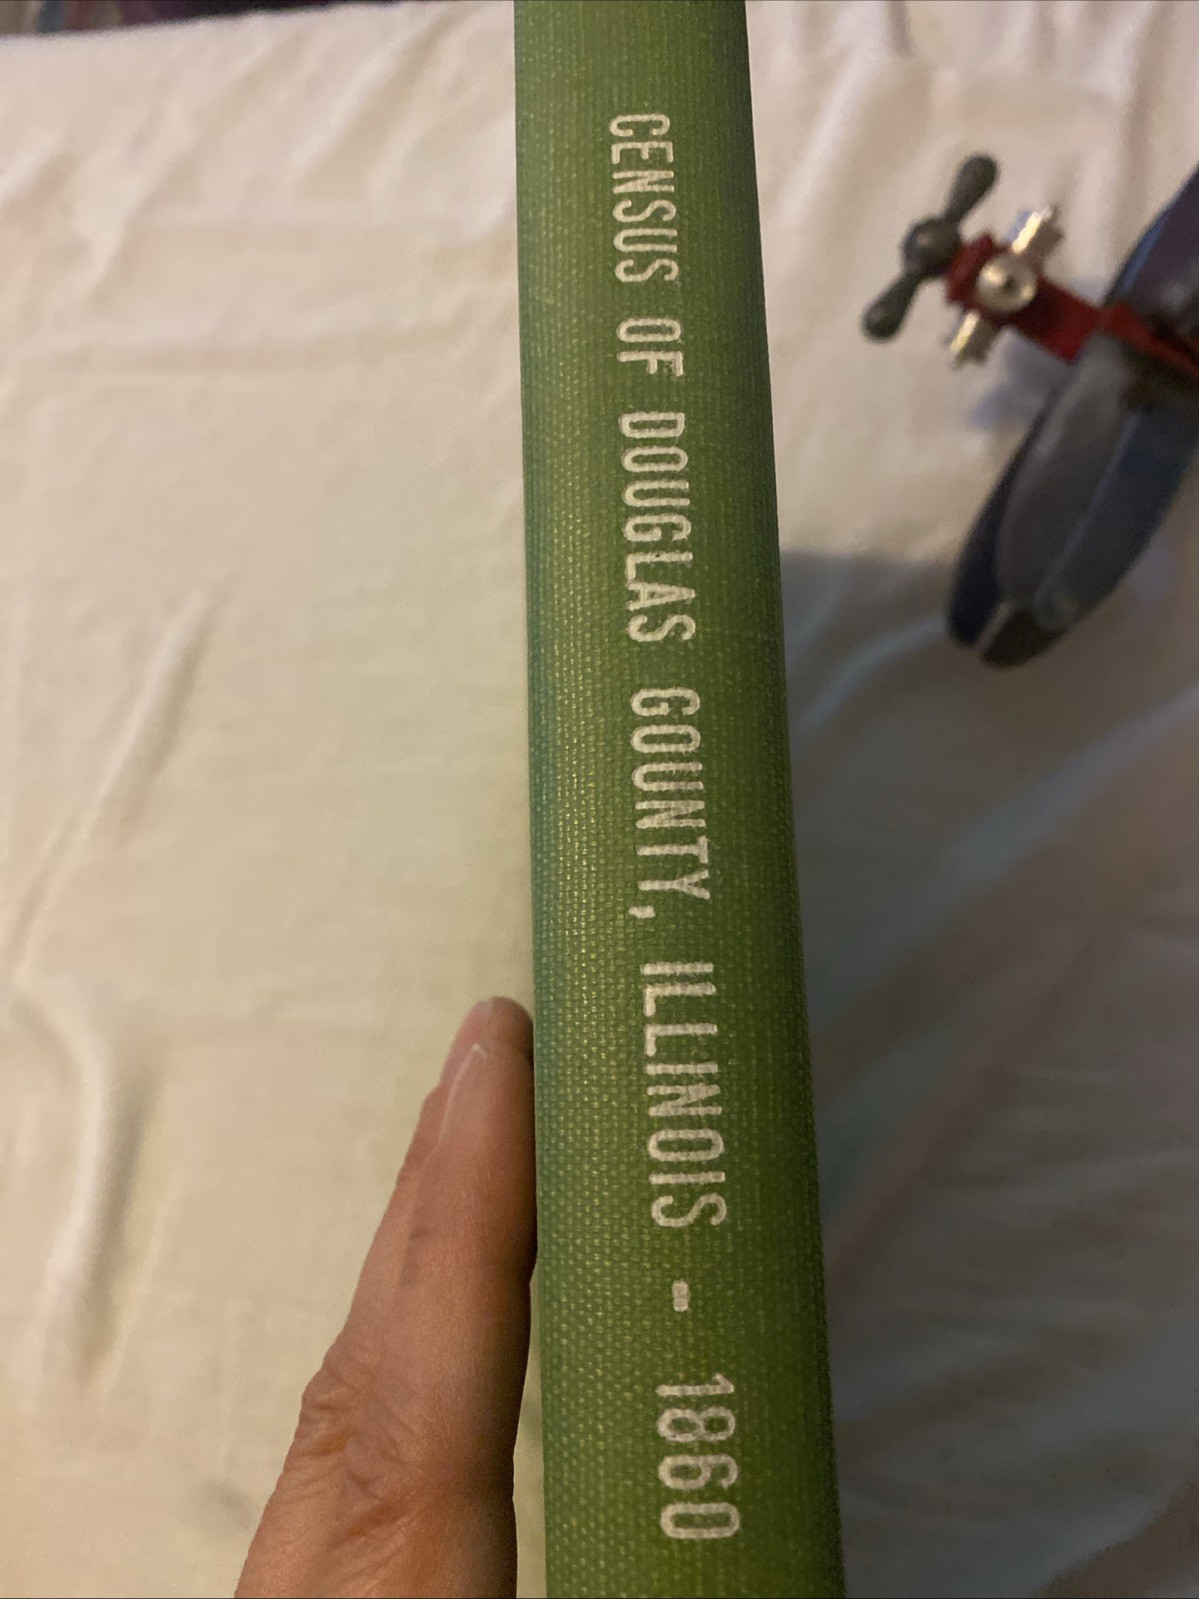 CENSUS OF DOUGLAS COUNTY, ILLINOIS - 1860